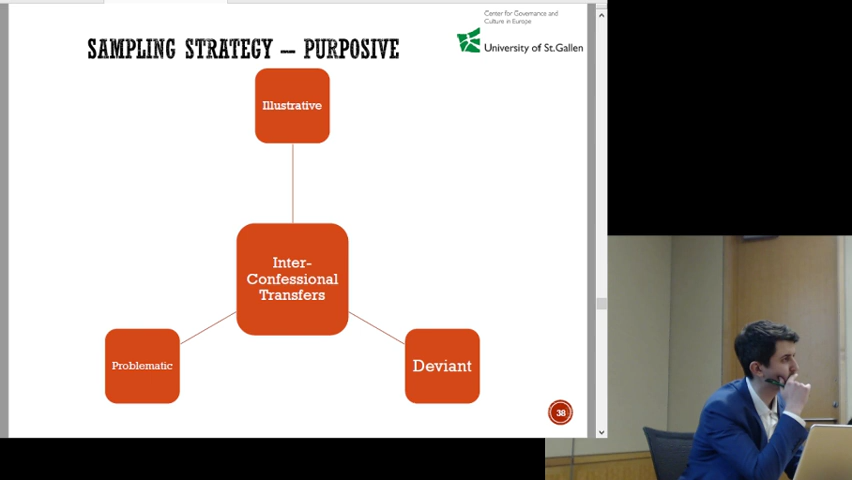 Center for Governance and
Culture in Europe
University of St.Gallen
SAMPLING STRATEGY – PURPOSIVE
Illustrative
Inter-
Confessional
Transfers
Problematic
Deviant
38